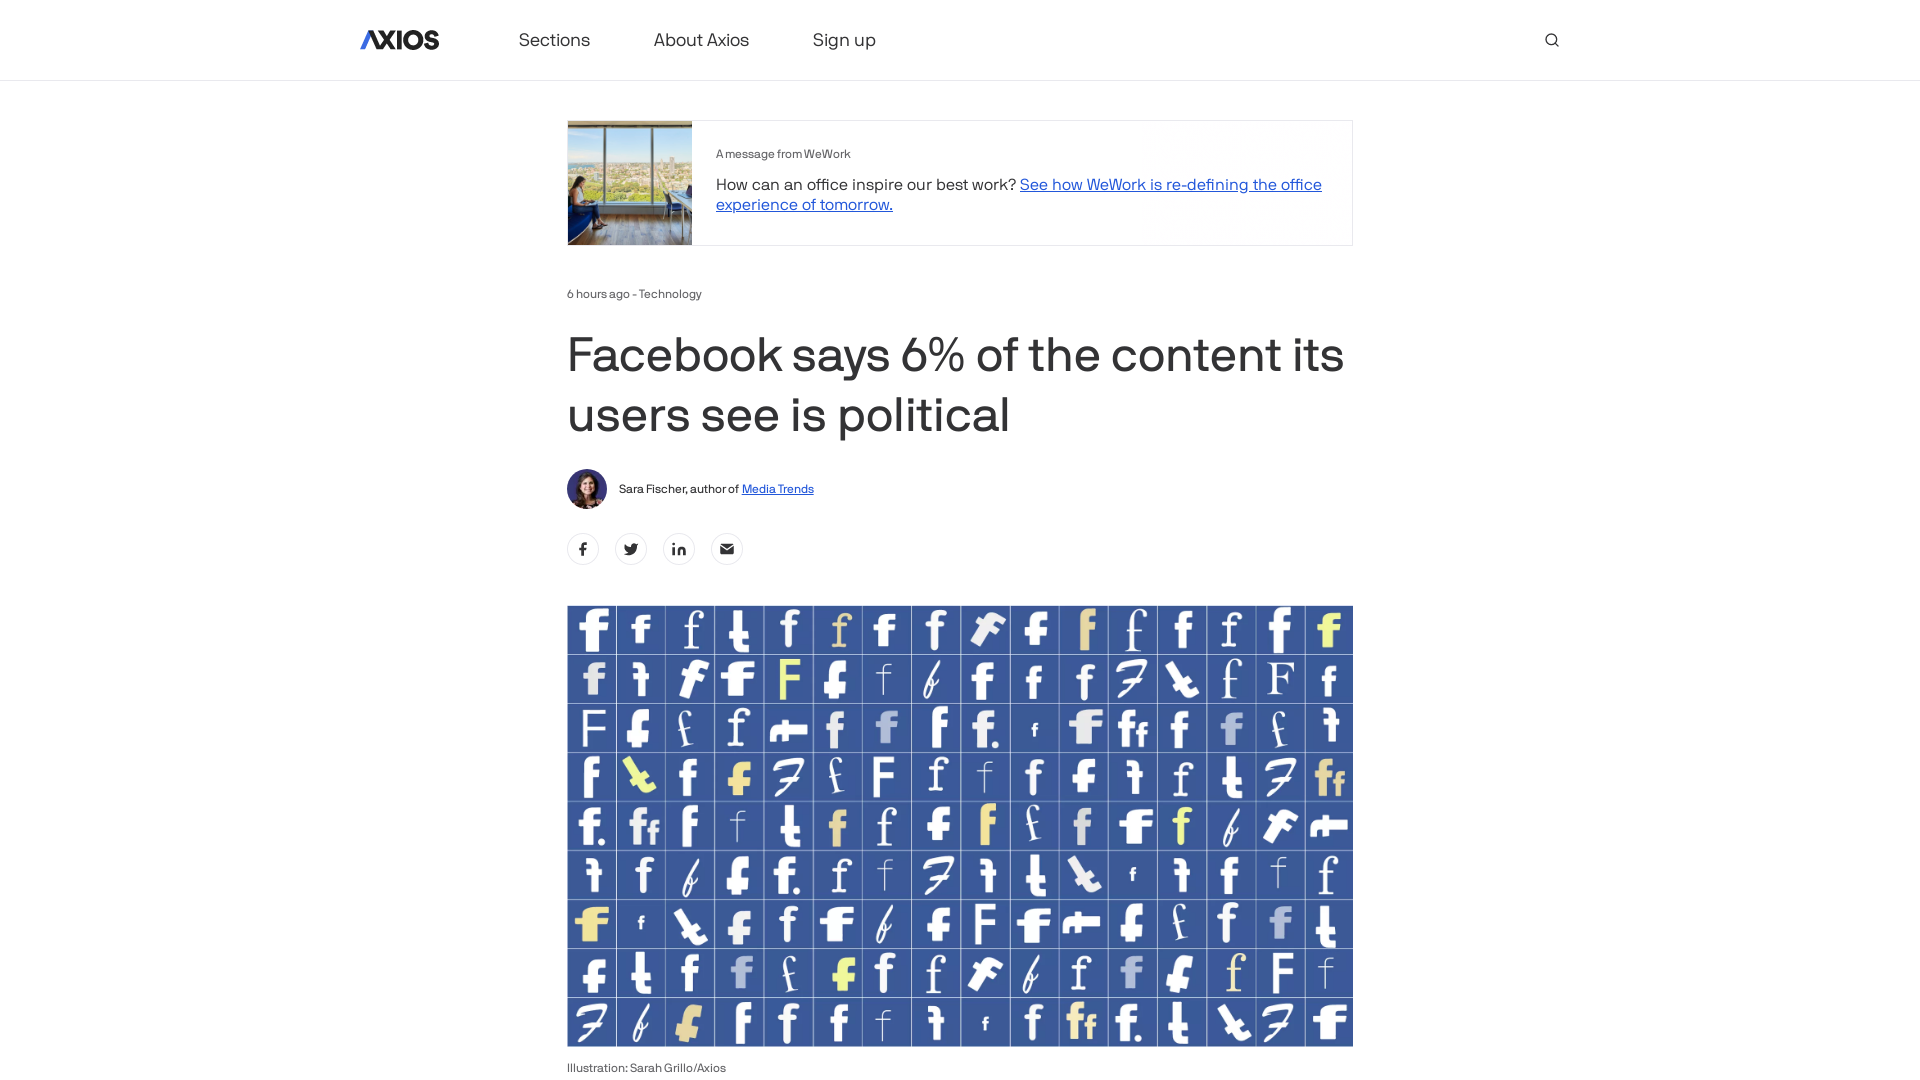 AXIOS
Sections
About Axios
Sign up
A message from WeWork
How can an office inspire our best work? See how WeWork is re-defining the office
experience of tomorrow.
6 hours ago - Technology
Facebook says 6% of the content its
users see is political
Sara Fischer, author of Media Trends
Illustration: Sarah Grillo/Axios